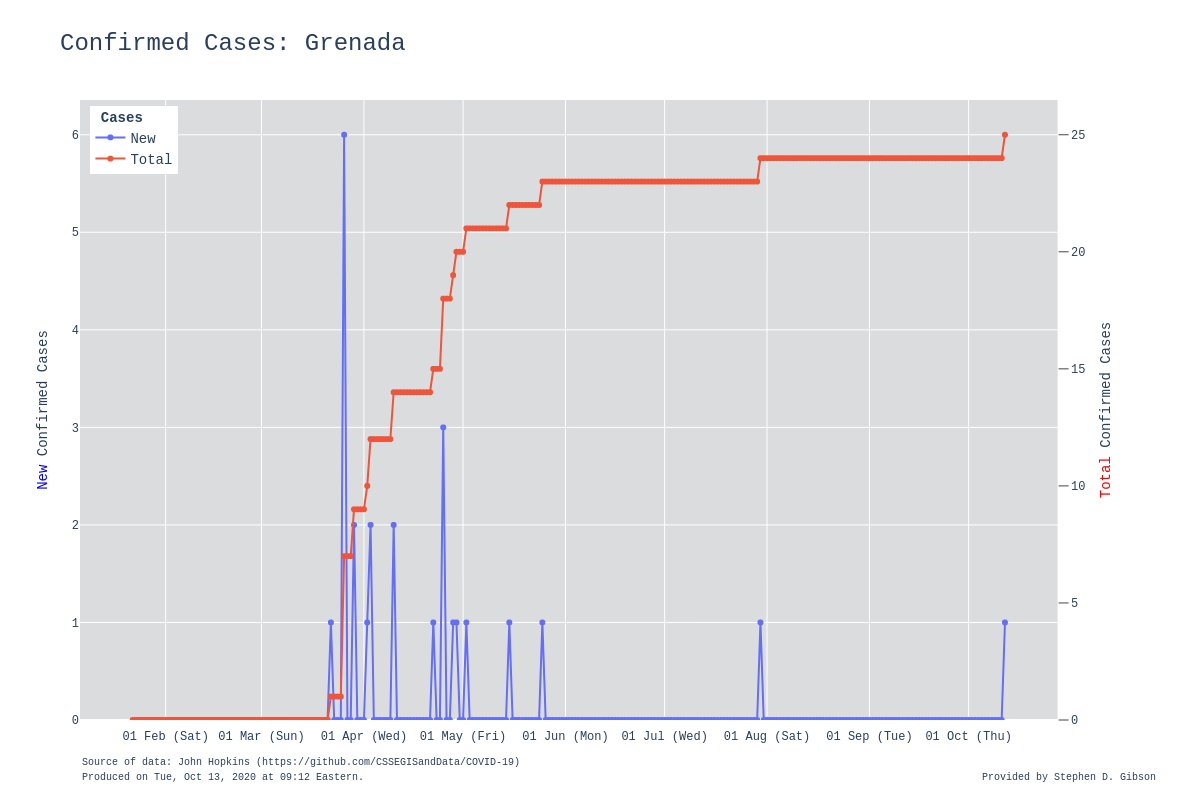 Confirmed Cases: Grenada
Cases
New
Total
6
5
4
3
2
1
0
25
20
15
10
5
0
New Confirmed Cases
Total Confirmed Cases
01 Feb (Sat) 01 Mar (Sun) 01 Apr (Wed) 01 May (Fri) 01 Jun (Mon) 01 Jul (Wed) 01 Aug (Sat) 01 Sep (Tue) 01 Oct (Thu)
Source of data: John Hopkins (https://github.com/CSSEGISandData/COVID-19)
Produced on Tue, Oct 13, 2020 at 09:12 Eastern.
Provided by Stephen D. Gibson